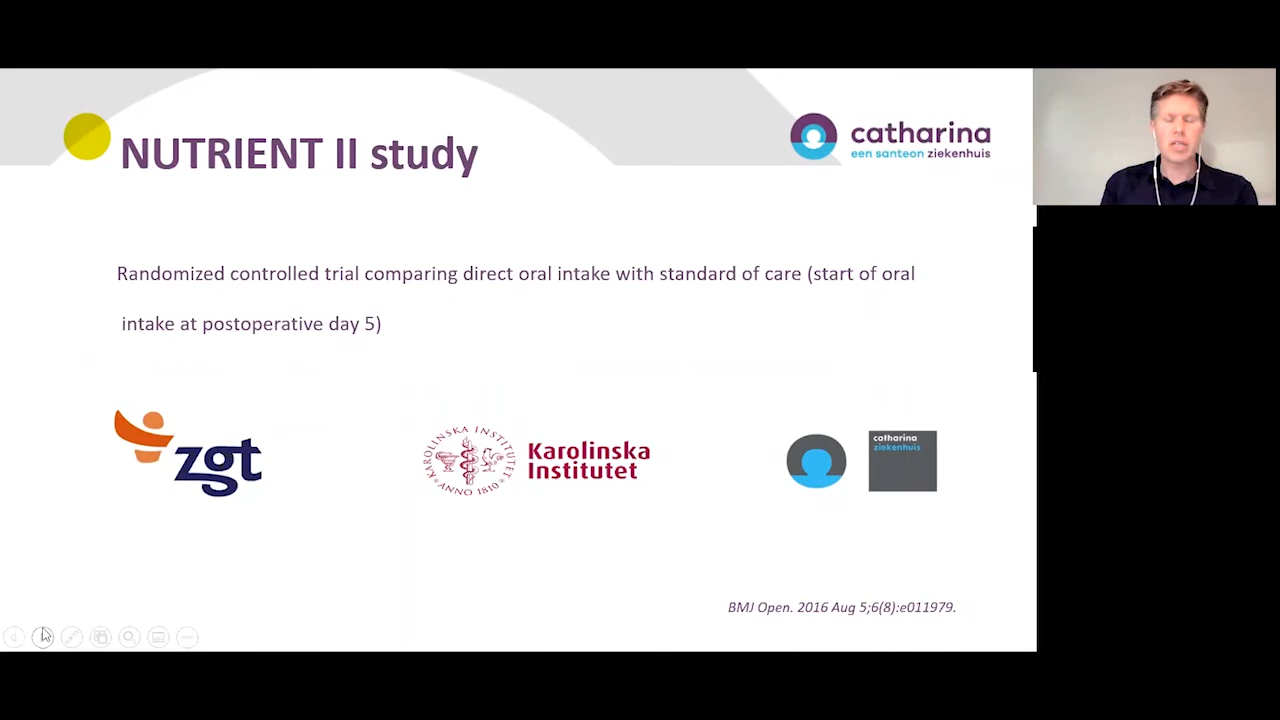 NUTRIENT II study
catharina
een santeon ziekenhuis
Randomized controlled trial comparing direct oral intake with standard of care (start of oral
intake at postoperative day 5)
zgt
KAROLINSKA INSTITUTET
ANNO 1810
Karolinska
Institutet
catharina
ziekenhuis
BMJ Open. 2016 Aug 5;6(8):e011979.